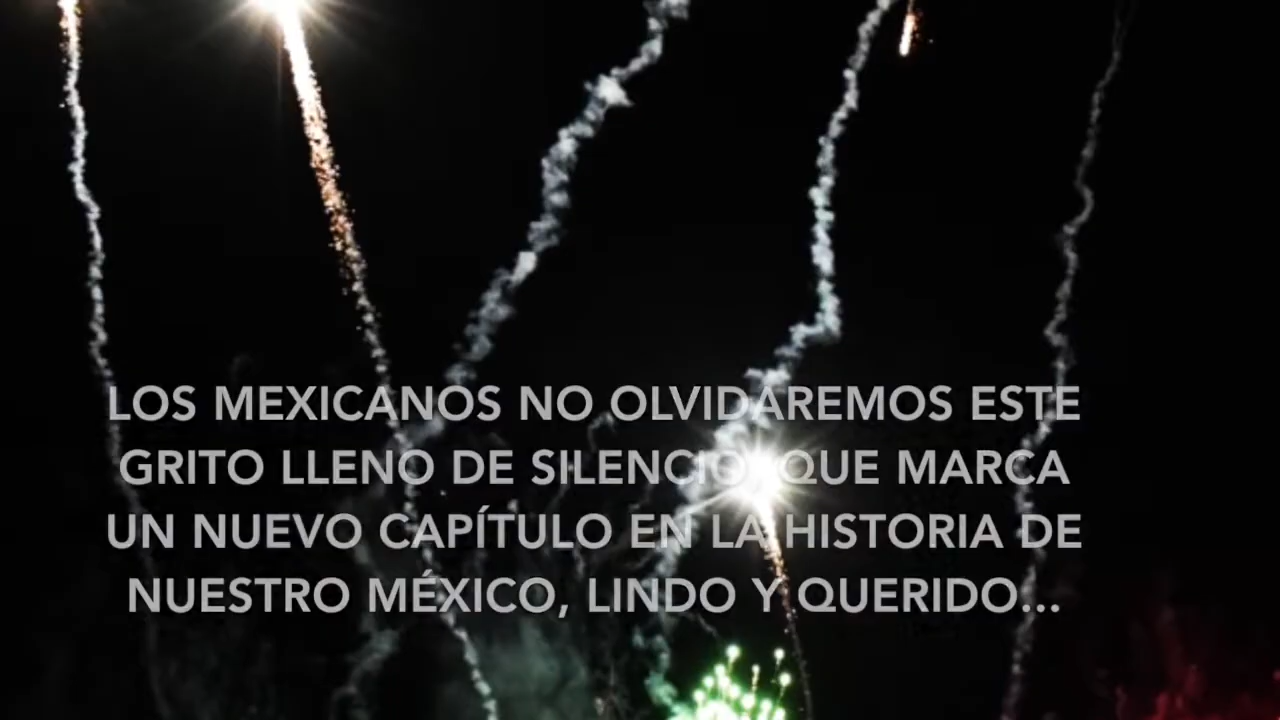 LOS MEXICANOS NO OLVIDAREMOS ESTE
GRITO LLENO DE SILENCIO, QUE MARCA
UN NUEVO CAPÍTULO EN LA HISTORIA DE
NUESTRO MÉXICO, LINDO Y QUERIDO...